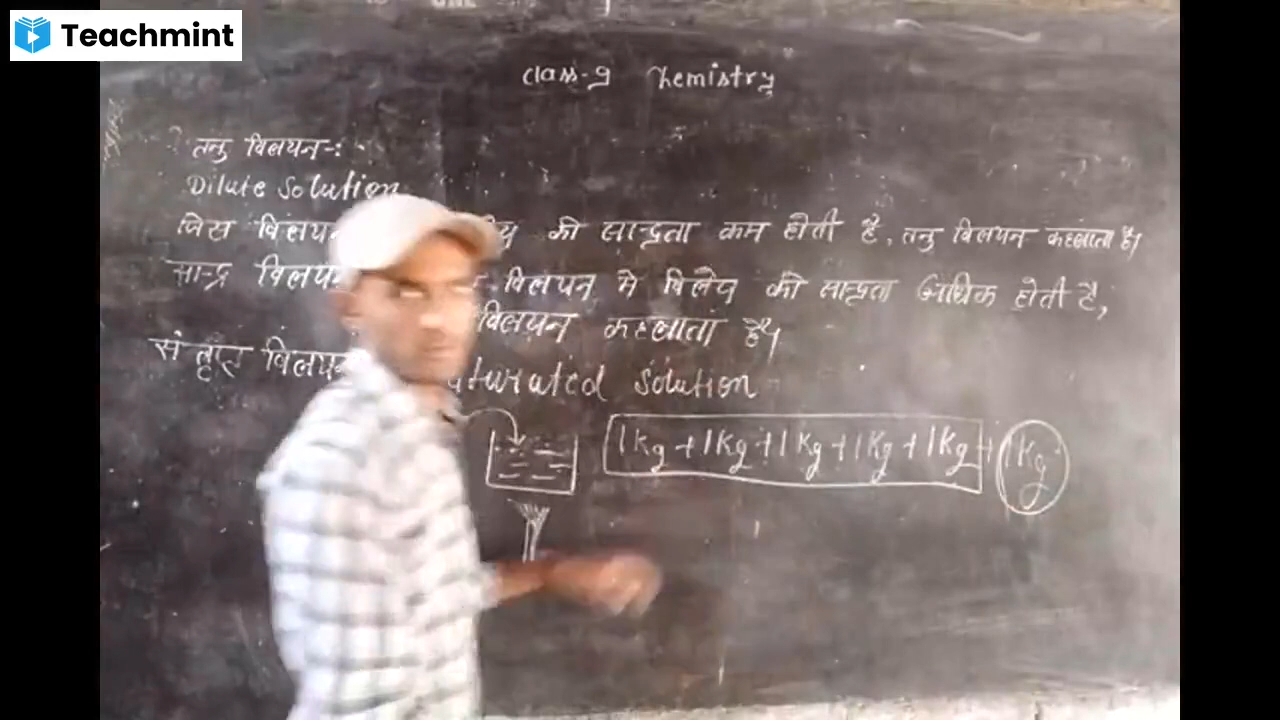 Teachmint
Class-9 Chemistry
तनु विलयन-:
Dilute Solution
जिस विलयन की सान्द्रता कम होती है, तनु विलयन कहलाता है।
सान्द्र विलयन विलयन मे विलेय की सान्द्रता अधिक होती है,
विलयन कहलाता है।
संतृप्त विलयन Solution
1Kg + 1Kg + 1Kg + 1Kg + 1Kg + 1Kg